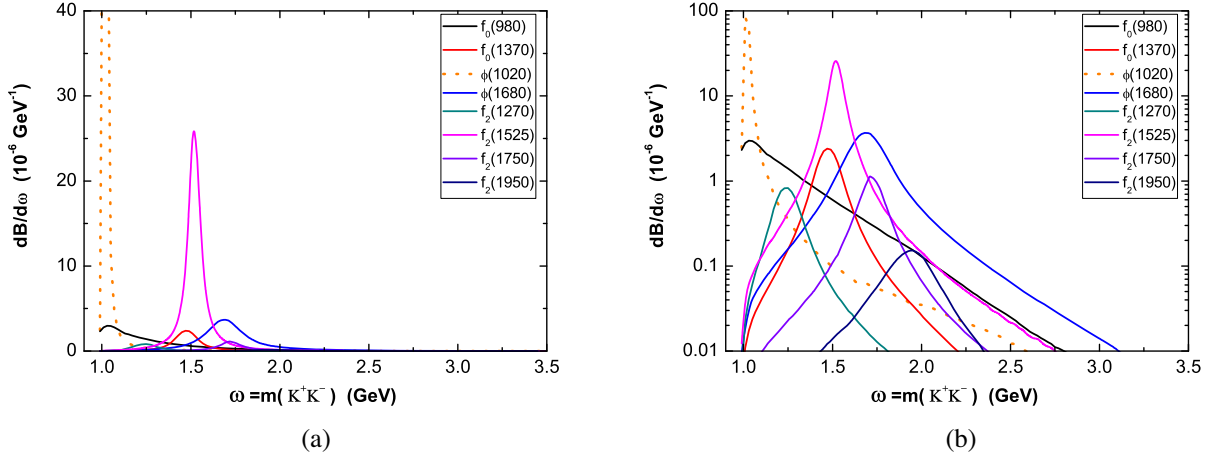 40
30
20
10
0
1.0 1.5 2.0 2.5 3.0 3.5
dB/dω (10⁻⁶ GeV⁻¹)
ω =m( K⁺K⁻ ) (GeV)
f₀(980)
f₀(1370)
ϕ(1020)
ϕ(1680)
f₂(1270)
f₂(1525)
f₂(1750)
f₂(1950)
(a)
100
10
1
0.1
0.01
1.0 1.5 2.0 2.5 3.0 3.5
dB/dω (10⁻⁶ GeV⁻¹)
ω =m( K⁺K⁻ ) (GeV)
f₀(980)
f₀(1370)
ϕ(1020)
ϕ(1680)
f₂(1270)
f₂(1525)
f₂(1750)
f₂(1950)
(b)